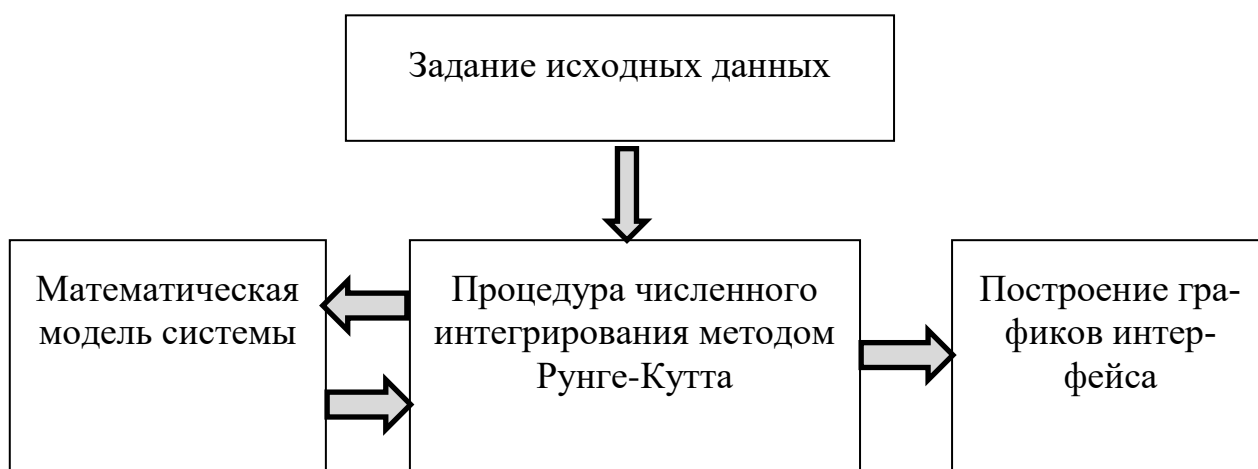 Задание исходных данных
Математическая
модель системы
Процедура численного
интегрирования методом
Рунге-Кутта
Построение гра-
фиков интер-
фейса